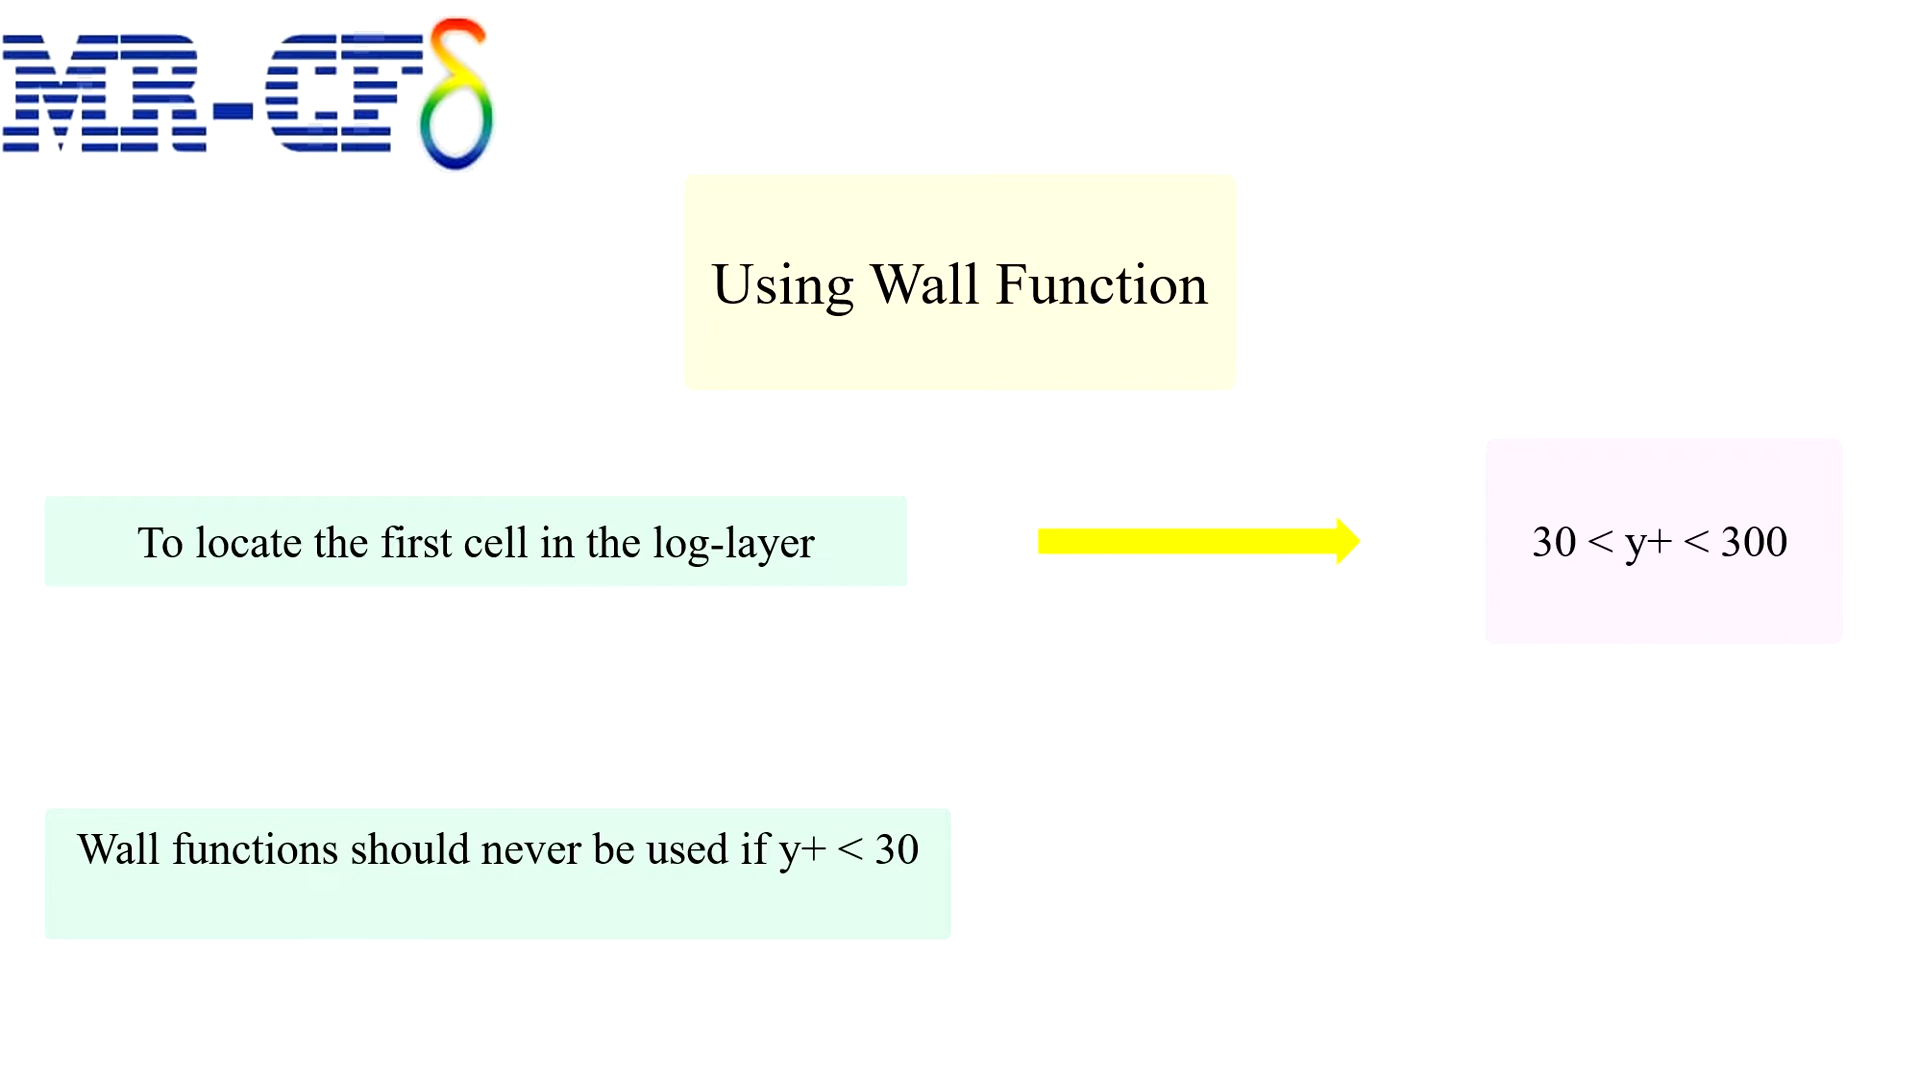 MR-CFδ
Using Wall Function
To locate the first cell in the log-layer
30 < y+ < 300
Wall functions should never be used if y+ < 30